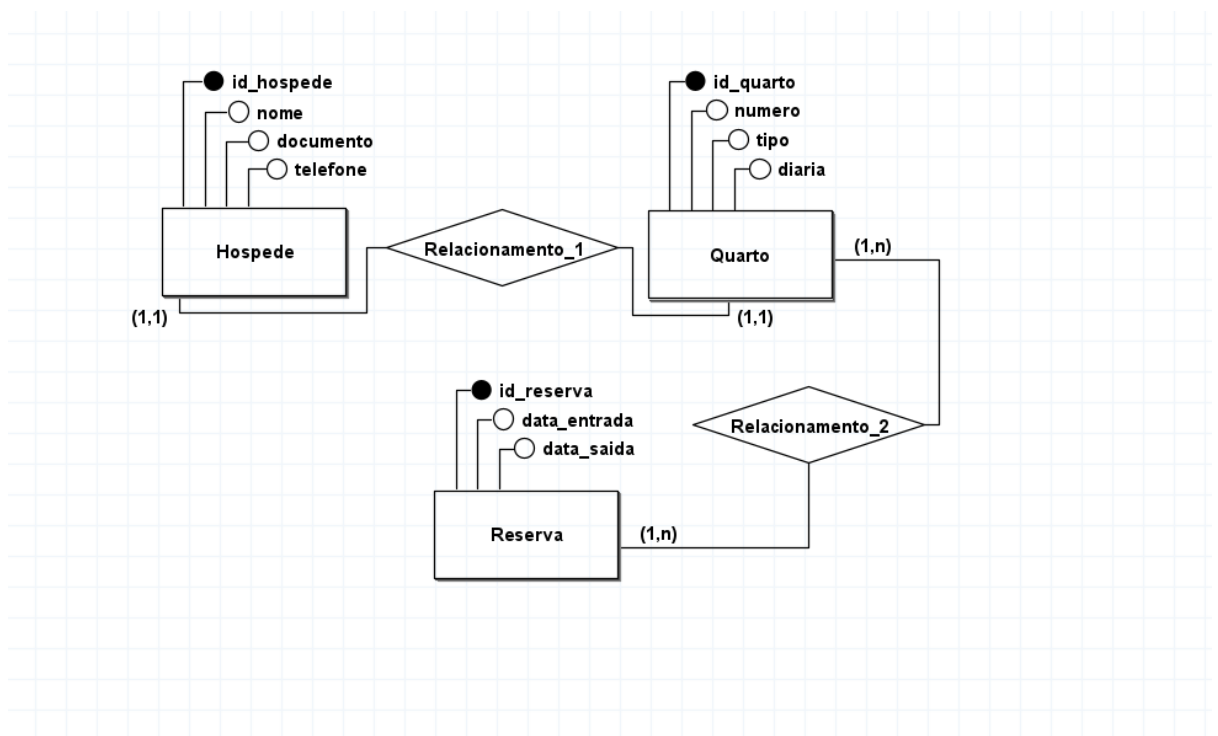 id_hospede
nome
documento
telefone
Hospede
(1,1)
Relacionamento_1
id_quarto
numero
tipo
diaria
Quarto
(1,1)
(1,n)
Relacionamento_2
id_reserva
data_entrada
data_saida
Reserva
(1,n)